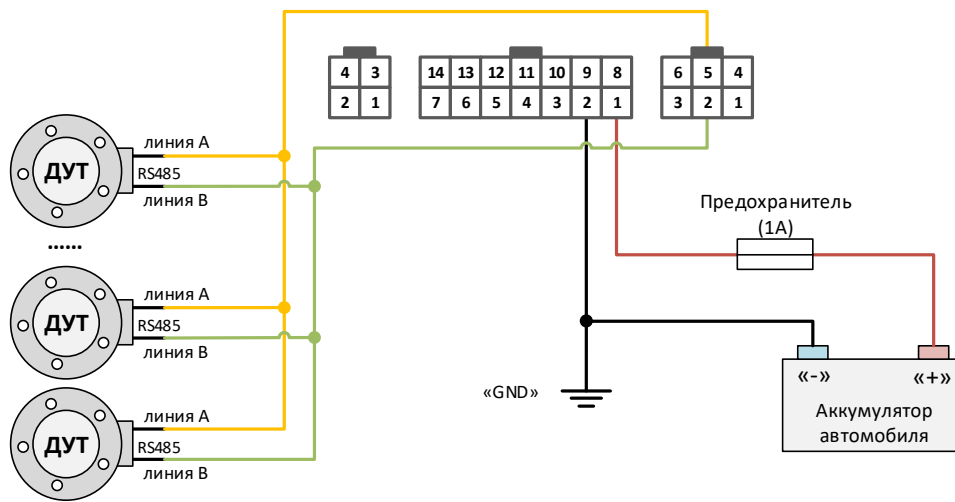 4 3
2 1
14 13 12 11 10 9 8
7 6 5 4 3 2 1
6 5 4
3 2 1
ДУТ
линия А
RS485
линия В
......
ДУТ
линия А
RS485
линия В
ДУТ
линия А
RS485
линия В
Предохранитель
(1А)
«GND»
«-» «+»
Аккумулятор
автомобиля